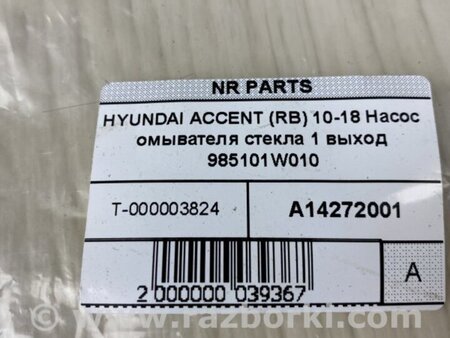 NR PARTS
HYUNDAI ACCENT (RB) 10-18 Насос
омывателя стекла 1 выход
985101W010
T-000003824
A14272001
2 000000 039367
A
www.razborki.com